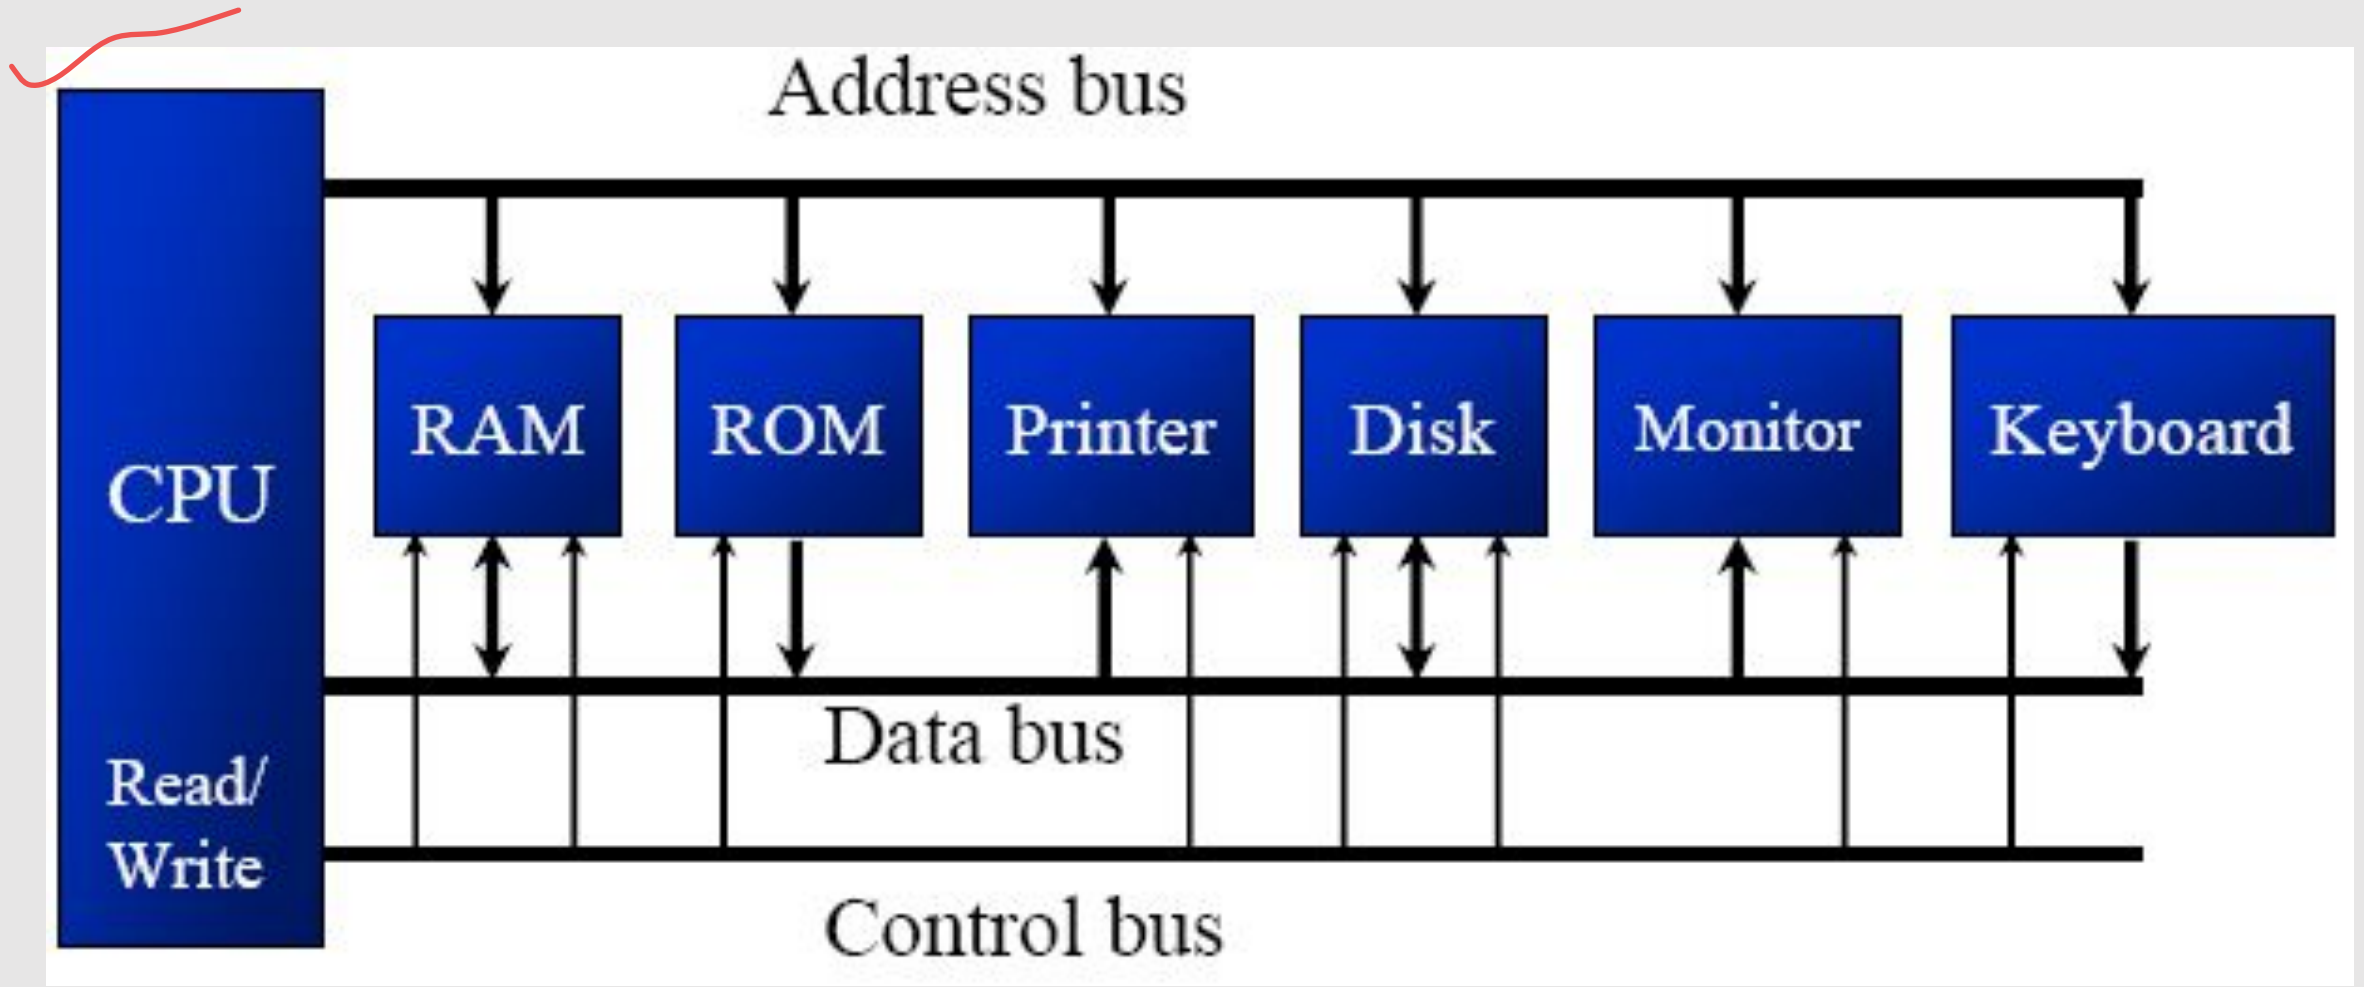 Address bus
CPU
RAM
ROM
Printer
Disk
Monitor
Keyboard
Data bus
Read/
Write
Control bus